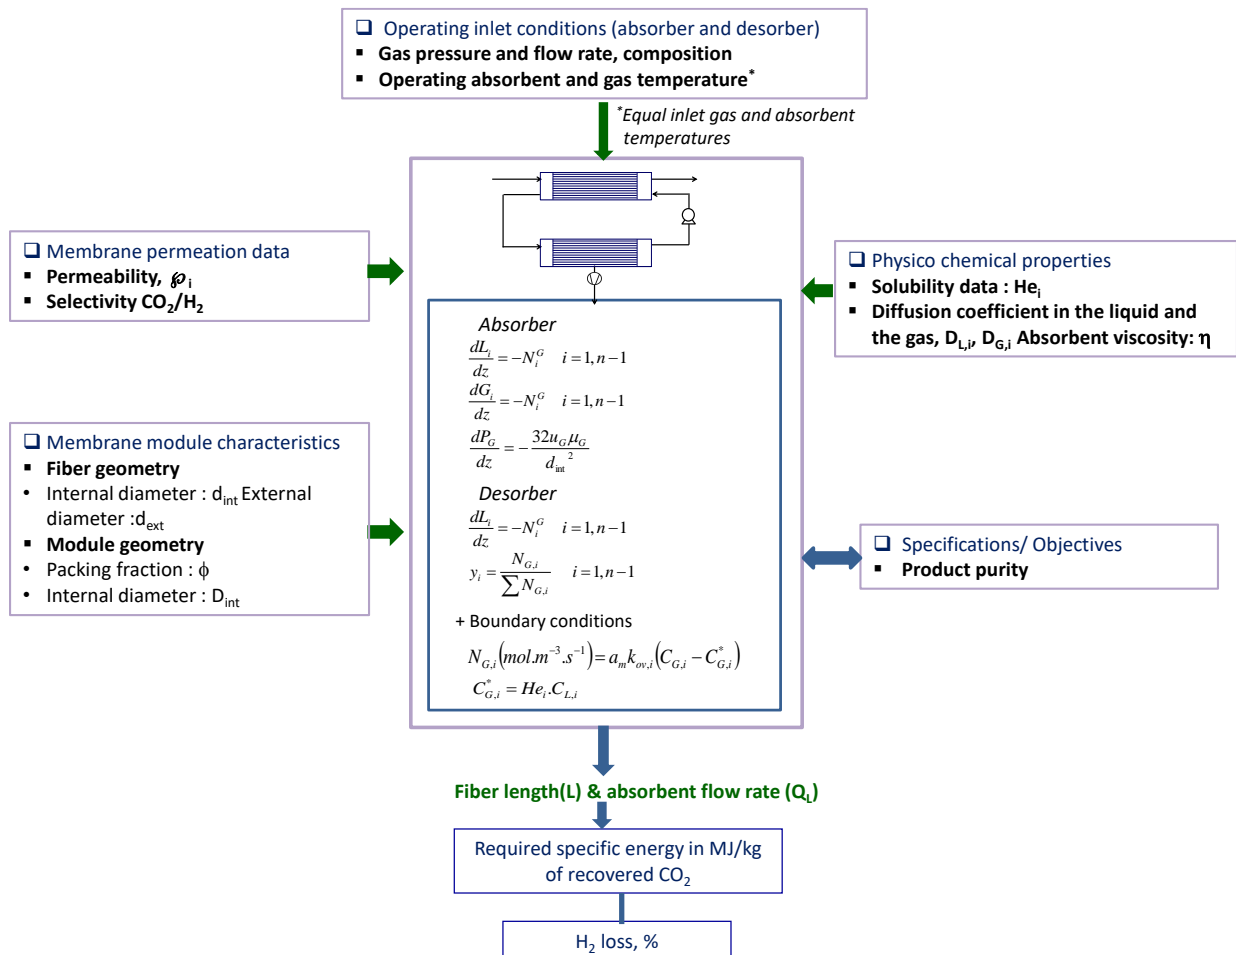 ❑ Operating inlet conditions (absorber and desorber)
▪ Gas pressure and flow rate, composition
▪ Operating absorbent and gas temperature*
*Equal inlet gas and absorbent
temperatures
❑ Membrane permeation data
▪ Permeability, ℘i
▪ Selectivity CO2/H2
❑ Physico chemical properties
▪ Solubility data : Hei
▪ Diffusion coefficient in the liquid and
the gas, DL,i, DG,i Absorbent viscosity: η
❑ Membrane module characteristics
▪ Fiber geometry
• Internal diameter : dint External
diameter :dext
▪ Module geometry
• Packing fraction : ϕ
• Internal diameter : Dint
❑ Specifications/ Objectives
▪ Product purity
Absorber
dLi/dz = −Ni^G i = 1, n − 1
dGi/dz = −Ni^G i = 1, n − 1
dPG/dz = −32uGμG/dint^2
Desorber
dLi/dz = −Ni^G i = 1, n − 1
yi = NG,i/∑NG,i i = 1, n − 1
+ Boundary conditions
NG,i(mol.m^−3.s^−1) = am kov,i(CG,i − C*G,i)
C*G,i = Hei.CL,i
Fiber length(L) & absorbent flow rate (QL)
Required specific energy in MJ/kg
of recovered CO2
H2 loss, %